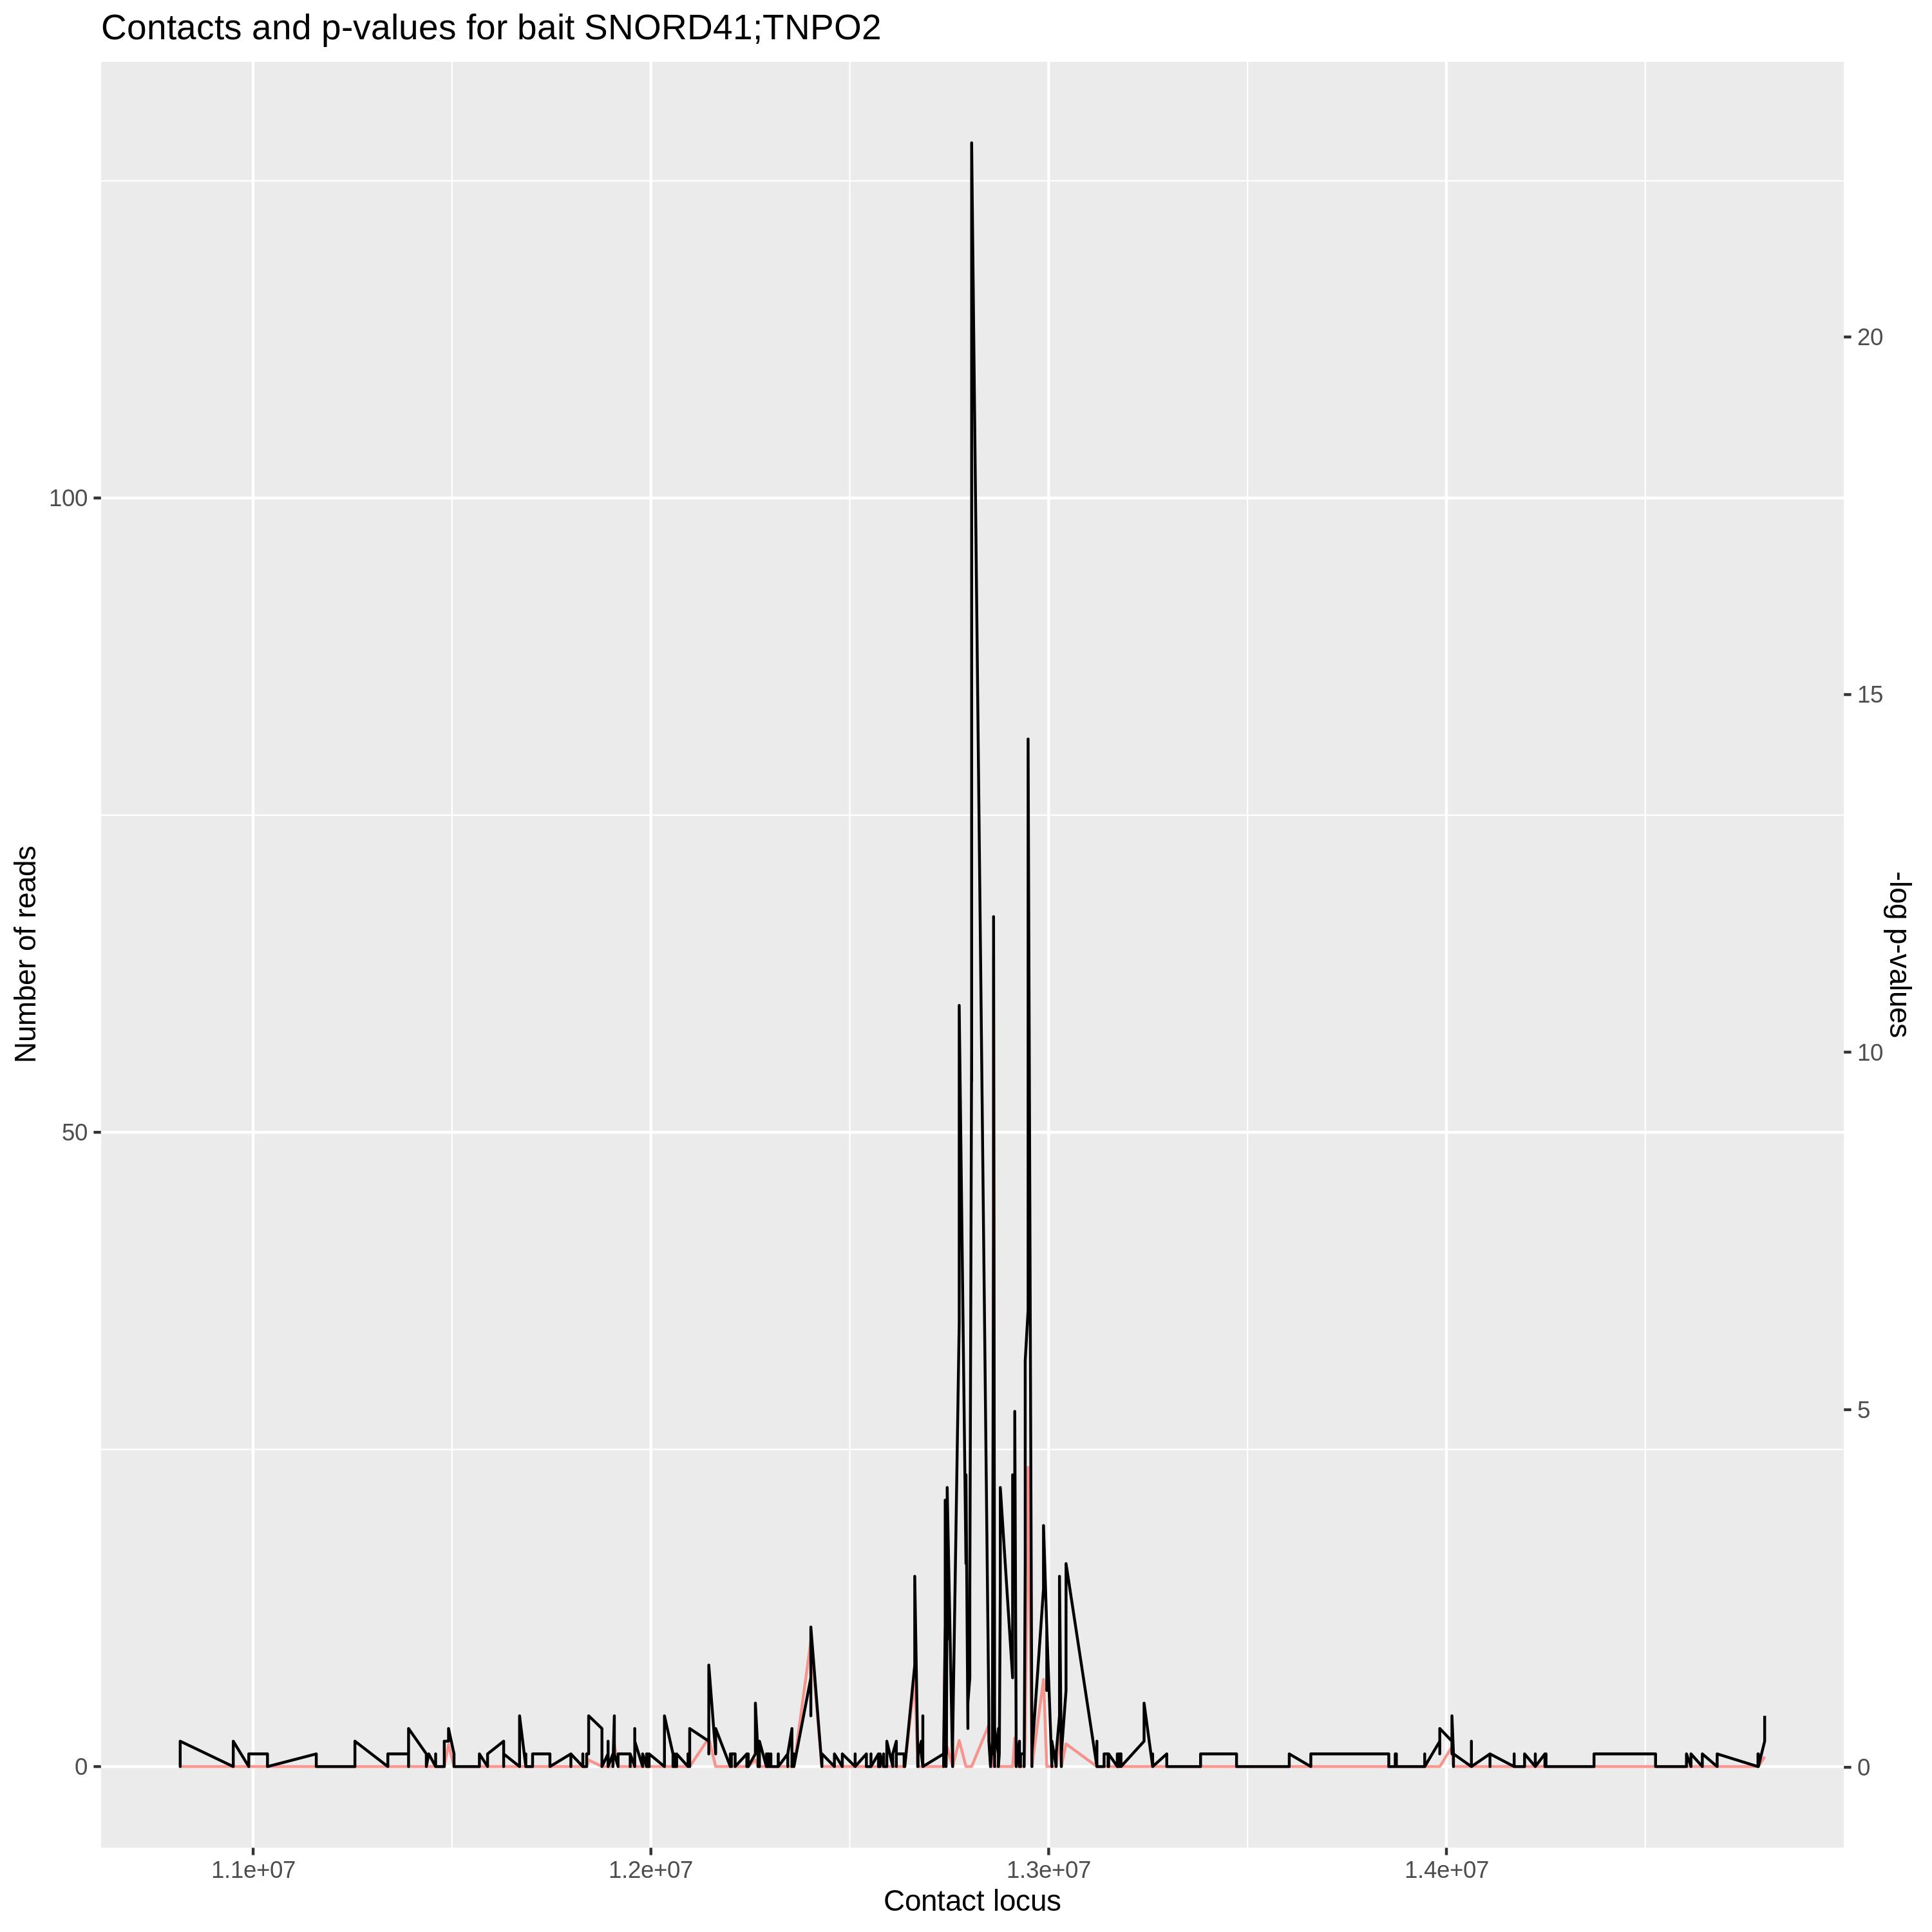 Contacts and p-values for bait SNORD41;TNPO2
Number of reads
100
50
0
20
15
10
5
0
-log p-values
1.1e+07
1.2e+07
1.3e+07
1.4e+07
Contact locus